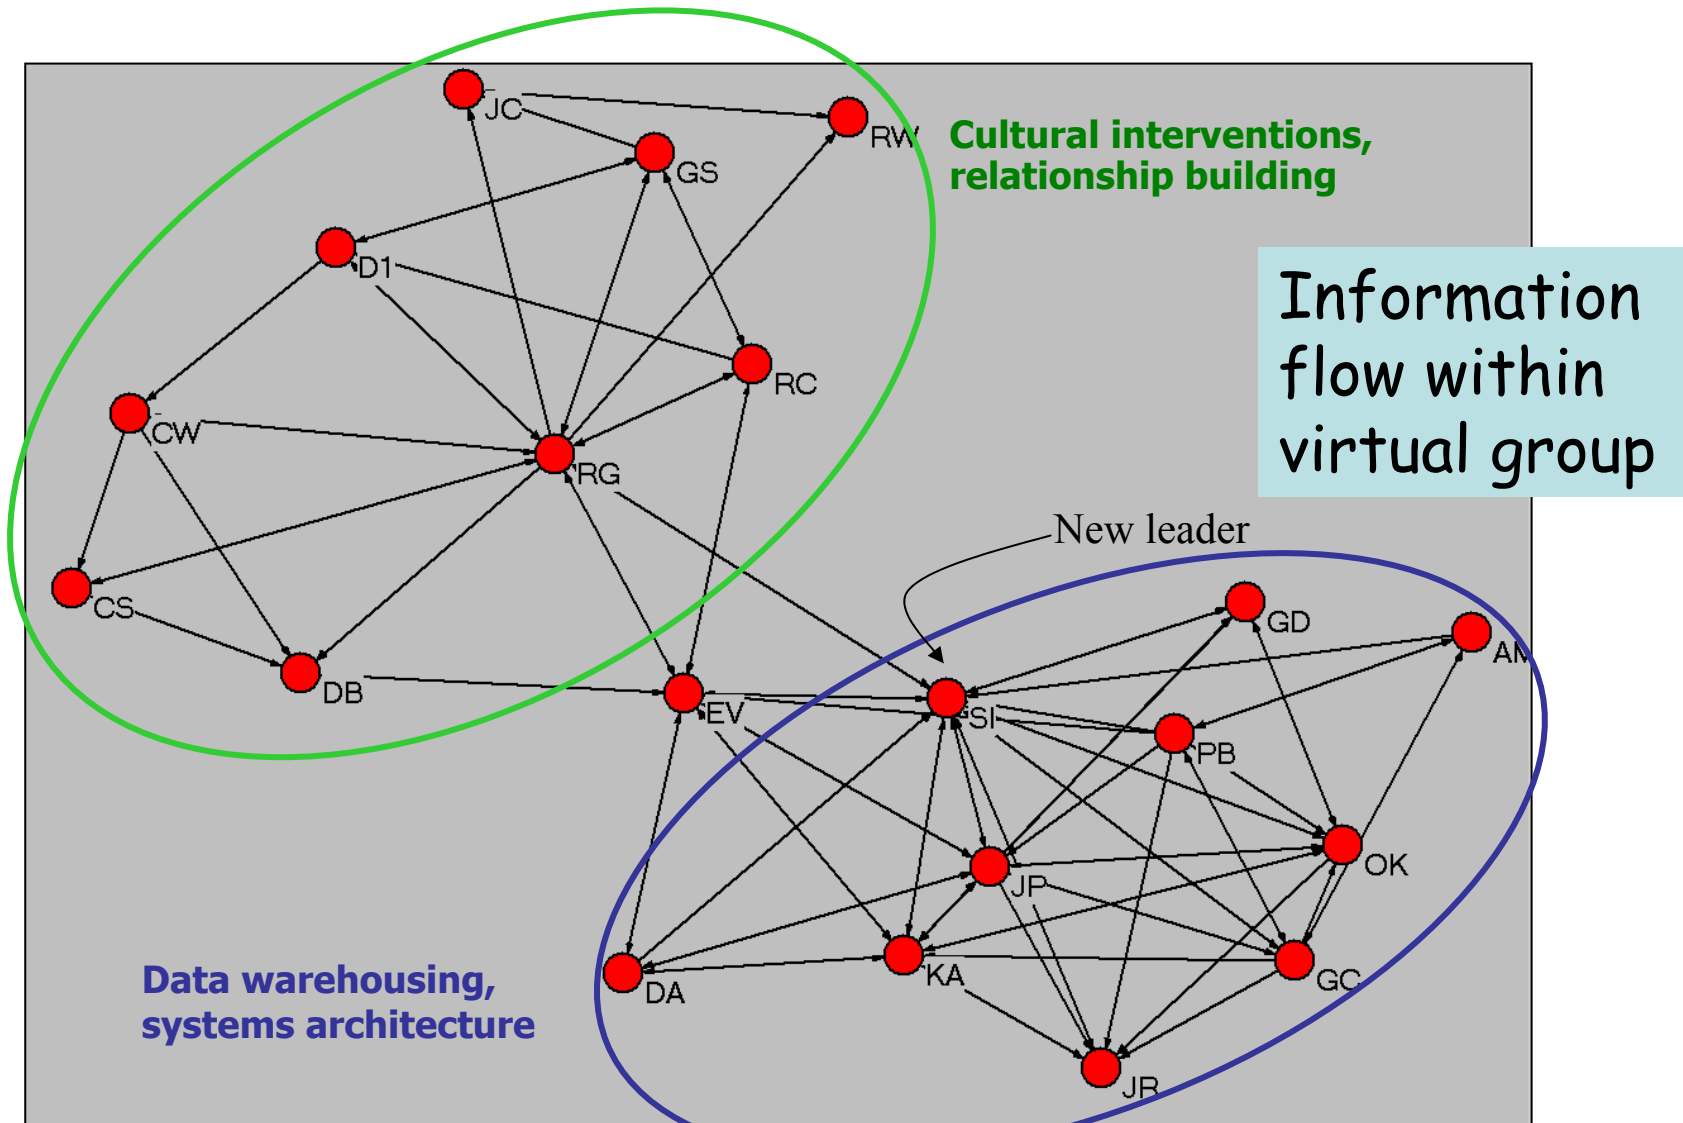 JC
RW
GS
Cultural interventions,
relationship building
D1
Information
flow within
virtual group
RC
CW
RG
New leader
CS
GD
AM
DB
EV
SI
PB
OK
JP
Data warehousing,
systems architecture
DA
KA
GC
JR